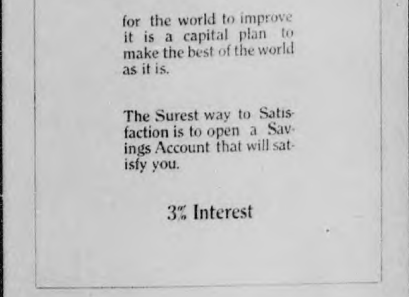 for the world to improve
it is a capital plan to
make the best of the world
as it is.
The Surest way to Satis-
faction is to open a Sav-
ings Account that will sat-
isfy you.
3% Interest